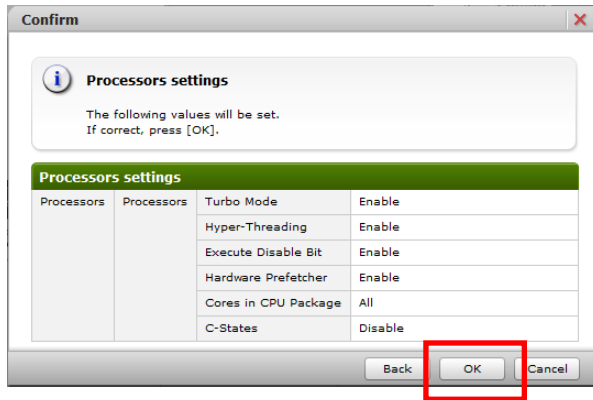 Confirm
Processors settings
The following values will be set.
If correct, press [OK].
Processors settings
Processors Processors Turbo Mode Enable
Hyper-Threading Enable
Execute Disable Bit Enable
Hardware Prefetcher Enable
Cores in CPU Package All
C-States Disable
Back OK Cancel